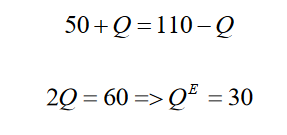 50 + Q = 110 − Q
2Q = 60 => Q^E = 30